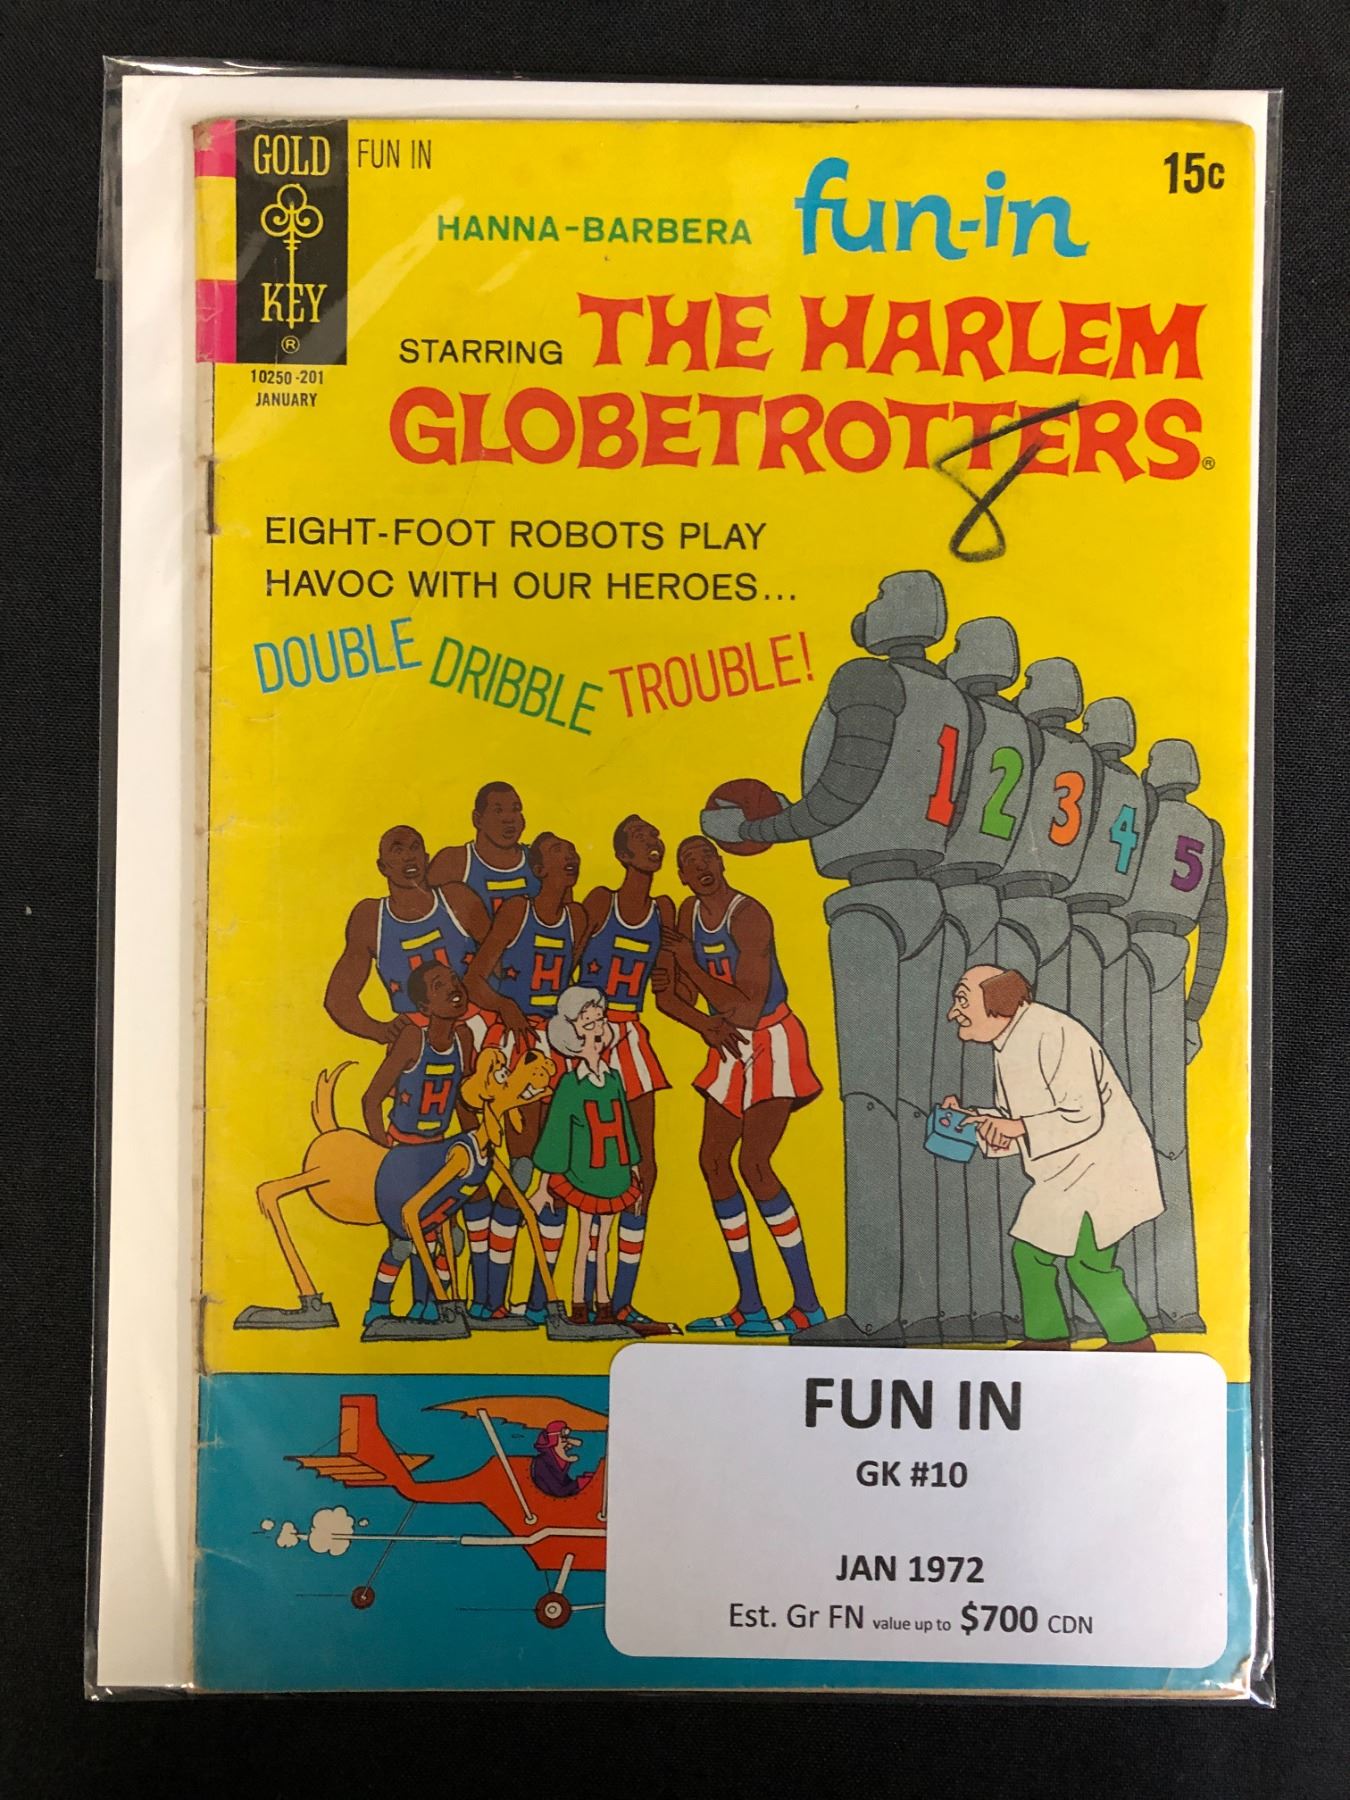 GOLD
KEY
®
FUN IN
15c
HANNA-BARBERA fun-in
STARRING THE HARLEM
GLOBETROTTERS®
10250-201
JANUARY
8
EIGHT-FOOT ROBOTS PLAY
HAVOC WITH OUR HEROES...
DOUBLE DRIBBLE TROUBLE!
1 2 3 4 5
H H H H
H
H
H
FUN IN
GK #10
JAN 1972
Est. Gr FN value up to $700 CDN